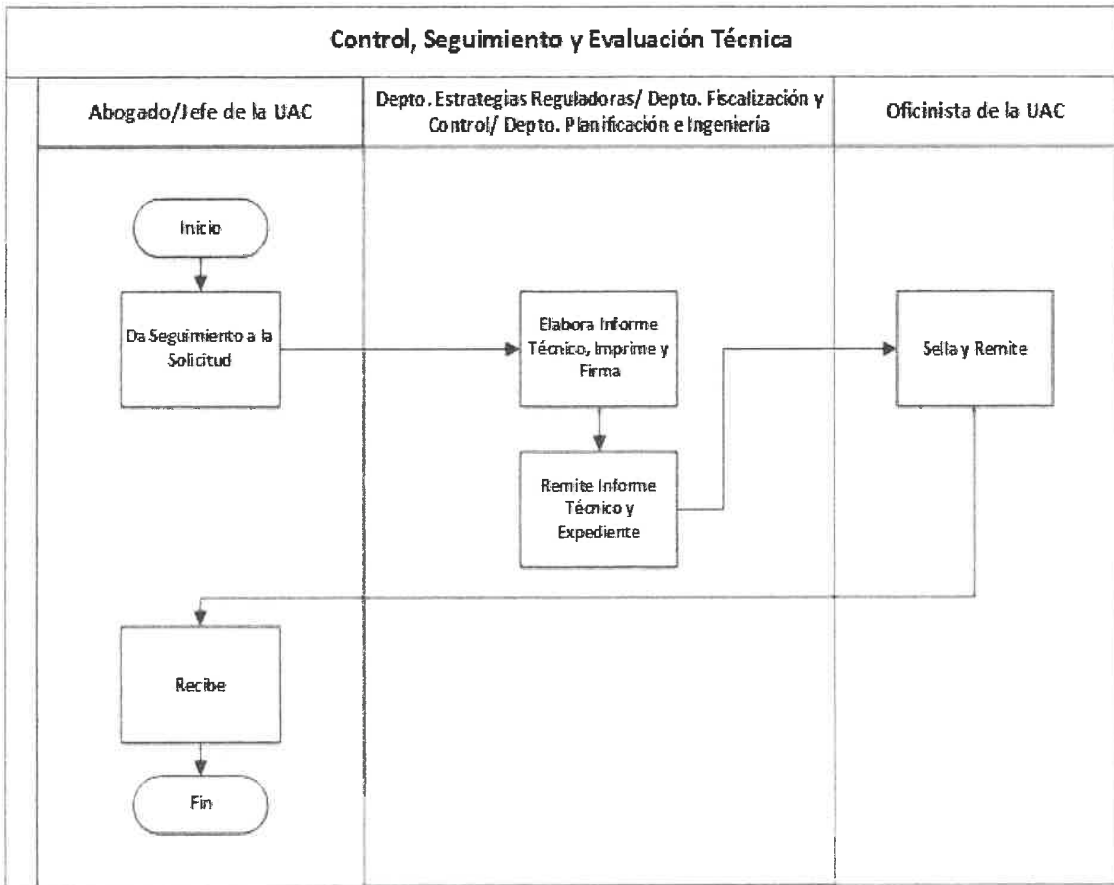 Control, Seguimiento y Evaluación Técnica
Abogado/Jefe de la UAC
Depto. Estrategias Reguladoras/ Depto. Fiscalización y
Control/ Depto. Planificación e Ingeniería
Oficinista de la UAC
Inicio
Da Seguimiento a la
Solicitud
Elabora Informe
Técnico, Imprime y
Firma
Sella y Remite
Remite Informe
Técnico y
Expediente
Recibe
Fin